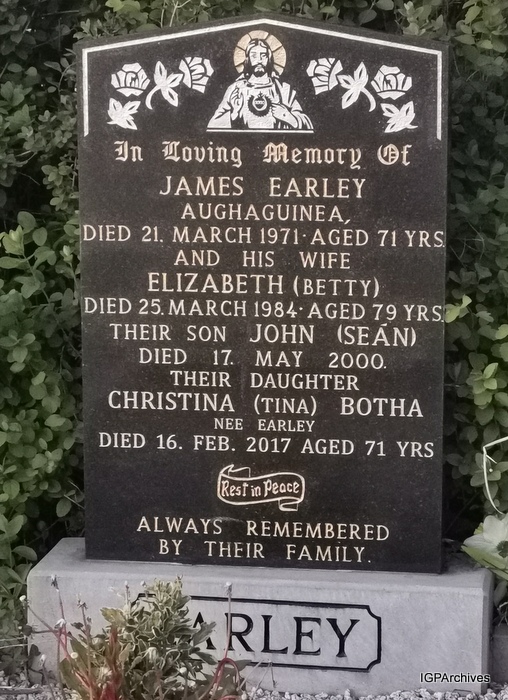 In Loving Memory Of
JAMES EARLEY
AUGHAGUINEA,
DIED 21. MARCH 1971· AGED 71 YRS.
AND HIS WIFE
ELIZABETH (BETTY)
DIED 25. MARCH 1984· AGED 79 YRS.
THEIR SON JOHN (SEÁN)
DIED 17. MAY 2000.
THEIR DAUGHTER
CHRISTINA (TINA) BOTHA
NEE EARLEY
DIED 16. FEB. 2017 AGED 71 YRS
Rest in Peace
ALWAYS REMEMBERED
BY THEIR FAMILY.
EARLEY
IGPArchives